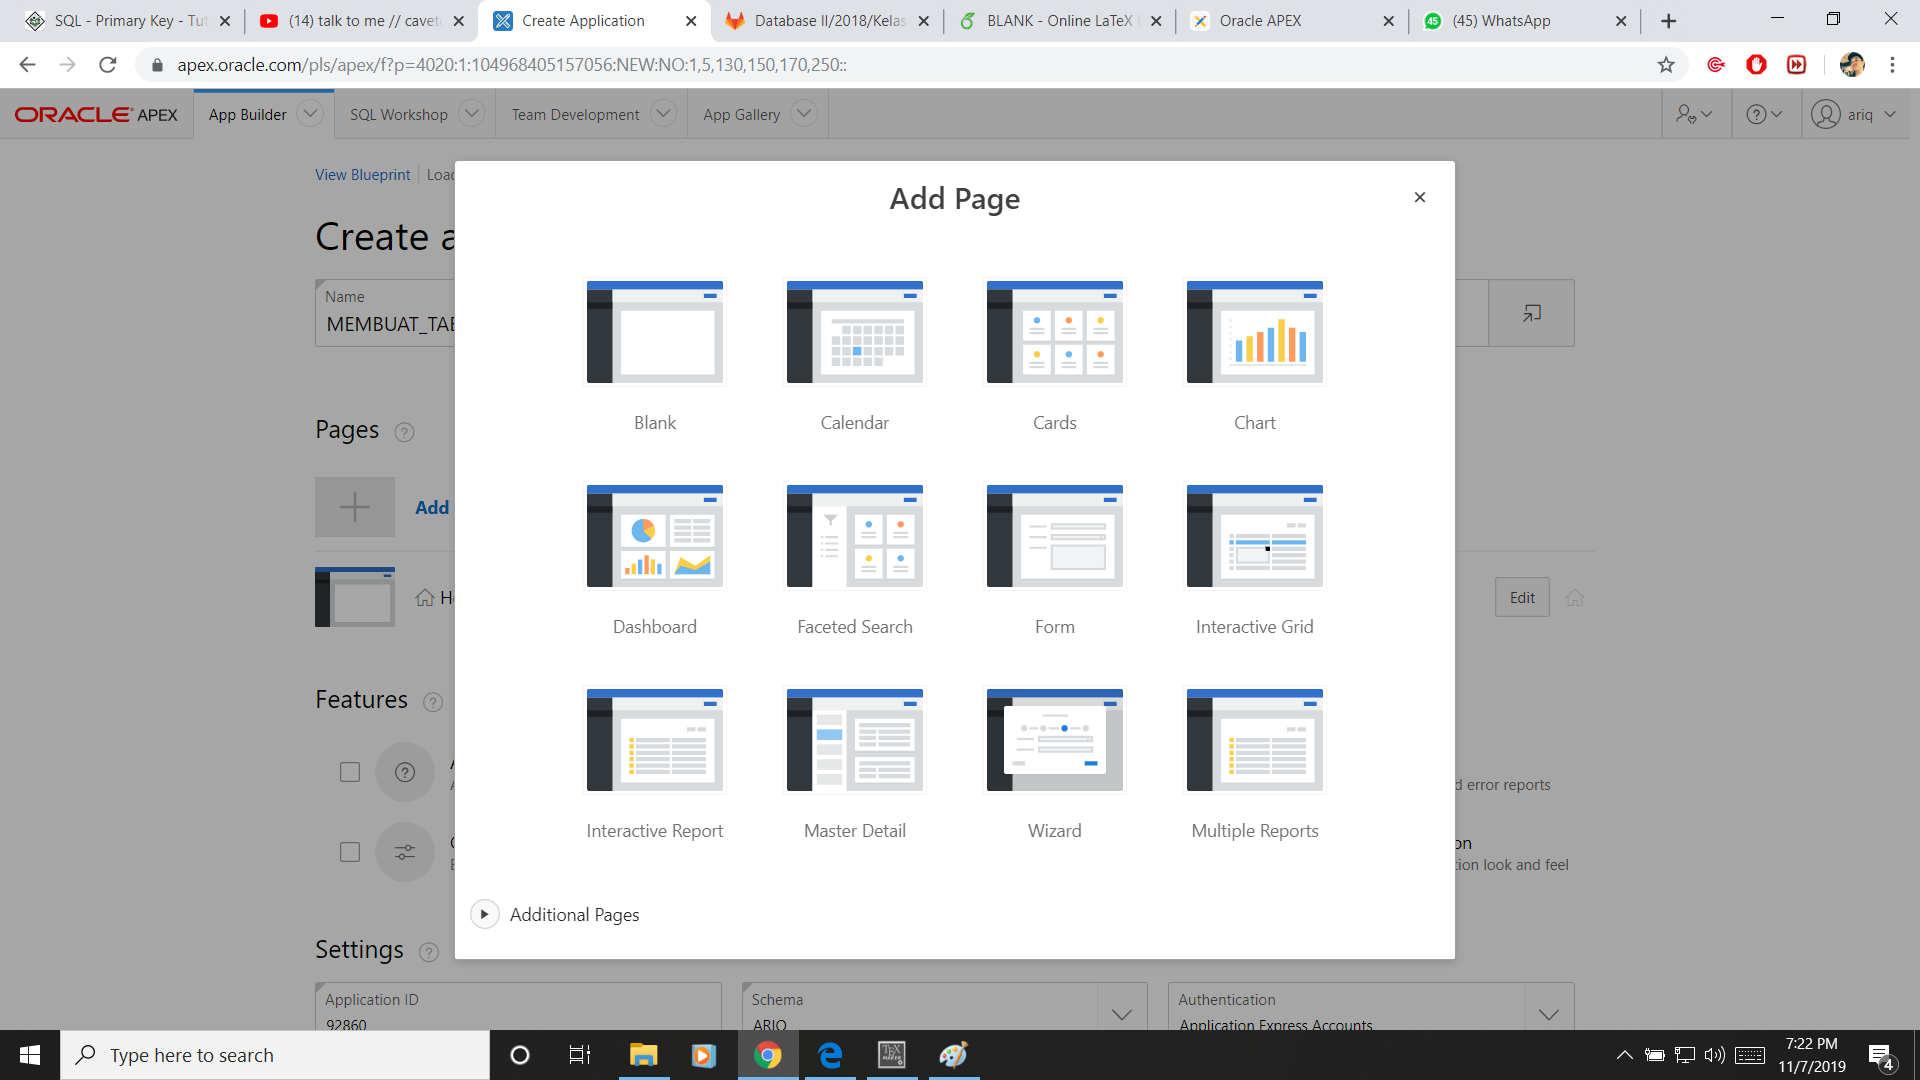 SQL - Primary Key - Tut
(14) talk to me // cavet
Create Application
Database II/2018/Kelas
BLANK - Online LaTeX
Oracle APEX
(45) WhatsApp
apex.oracle.com/pls/apex/f?p=4020:1:104968405157056:NEW:NO:1,5,130,150,170,250::
ORACLE APEX
App Builder
SQL Workshop
Team Development
App Gallery
ariq
View Blueprint
Create a
Name
MEMBUAT_TAB
Pages
Add
Edit
Features
d error reports
on
tion look and feel
Settings
Application ID
92860
Schema
ARIQ
Authentication
Application Express Accounts
Add Page
Blank
Calendar
Cards
Chart
Dashboard
Faceted Search
Form
Interactive Grid
Interactive Report
Master Detail
Wizard
Multiple Reports
Additional Pages
Type here to search
7:22 PM
11/7/2019
4